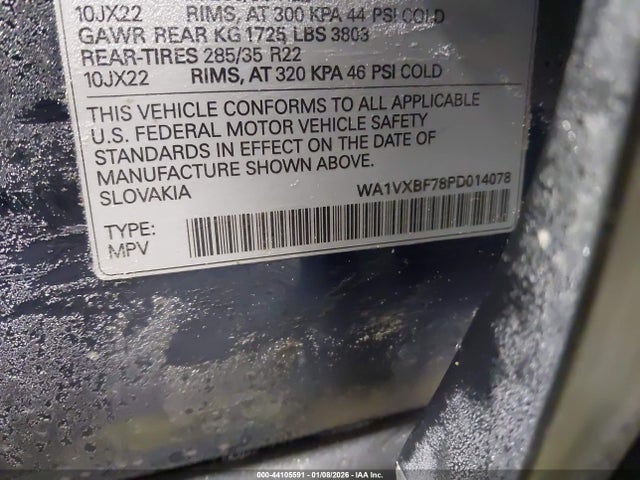 10JX22 RIMS, AT 300 KPA 44 PSI COLD
GAWR REAR KG 1725 LBS 3803
REAR-TIRES 285/35 R22
10JX22 RIMS, AT 320 KPA 46 PSI COLD
THIS VEHICLE CONFORMS TO ALL APPLICABLE
U.S. FEDERAL MOTOR VEHICLE SAFETY
STANDARDS IN EFFECT ON THE DATE OF
MANUFACTURE SHOWN ABOVE.
SLOVAKIA WA1VXBF78PD014078
TYPE:
MPV
000-44105591 - 01/08/2026 - IAA Inc.